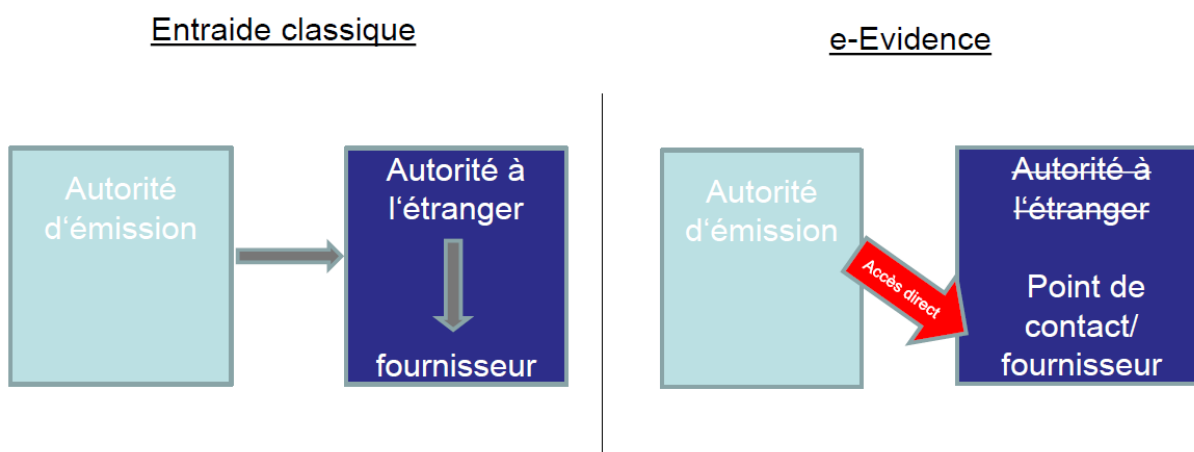 Entraide classique
Autorité
d‘émission
Autorité à
l‘étranger
fournisseur
e-Evidence
Autorité
d‘émission
Accès direct
Autorité à
l‘étranger
Point de
contact/
fournisseur